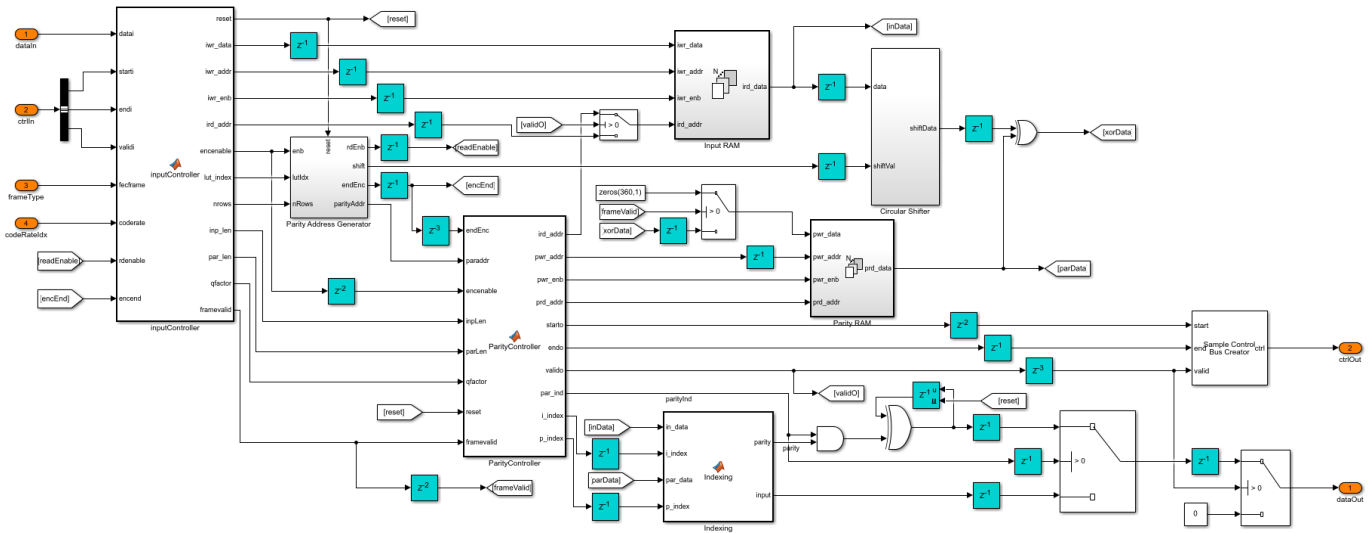 1
dataIn
2
ctrlIn
3
frameType
4
codeRateIdx
[readEnable]
[encEnd]
datai
starti
endi
validi
fecframe
coderate
rdenable
encend
inputController
reset
iwr_data
iwr_addr
iwr_enb
ird_addr
encenable
lut_index
nrows
inp_len
par_len
qfactor
framevalid
inputController
[reset]
z-1
z-1
z-1
z-1
reset
enb
lutIdx
nRows
rdEnb
shift
endEnc
parityAddr
Parity Address Generator
z-1
[readEnable]
z-1
[encEnd]
z-3
z-2
[validO]
> 0
iwr_data
iwr_addr
iwr_enb
ird_addr
N
ird_data
Input RAM
[inData]
z-1
z-1
data
shiftVal
shiftData
Circular Shifter
z-1
[xorData]
zeros(360,1)
[frameValid]
[xorData]
z-1
> 0
z-1
pwr_data
pwr_addr
pwr_enb
prd_addr
N
prd_data
Parity RAM
[parData]
endEnc
paraddr
encenable
inpLen
parLen
qfactor
reset
framevalid
ParityController
ird_addr
pwr_addr
pwr_enb
prd_addr
starto
endo
valido
par_ind
i_index
p_index
ParityController
[reset]
z-2
[frameValid]
z-2
z-1
z-3
start
end
valid
Sample Control
Bus Creator
ctrl
2
ctrlOut
[validO]
parityInd
[inData]
z-1
[parData]
z-1
in_data
i_index
par_data
p_index
Indexing
parity
input
Indexing
parity
z-1
u
[reset]
z-1
z-1
z-1
> 0
z-1
0
> 0
1
dataOut